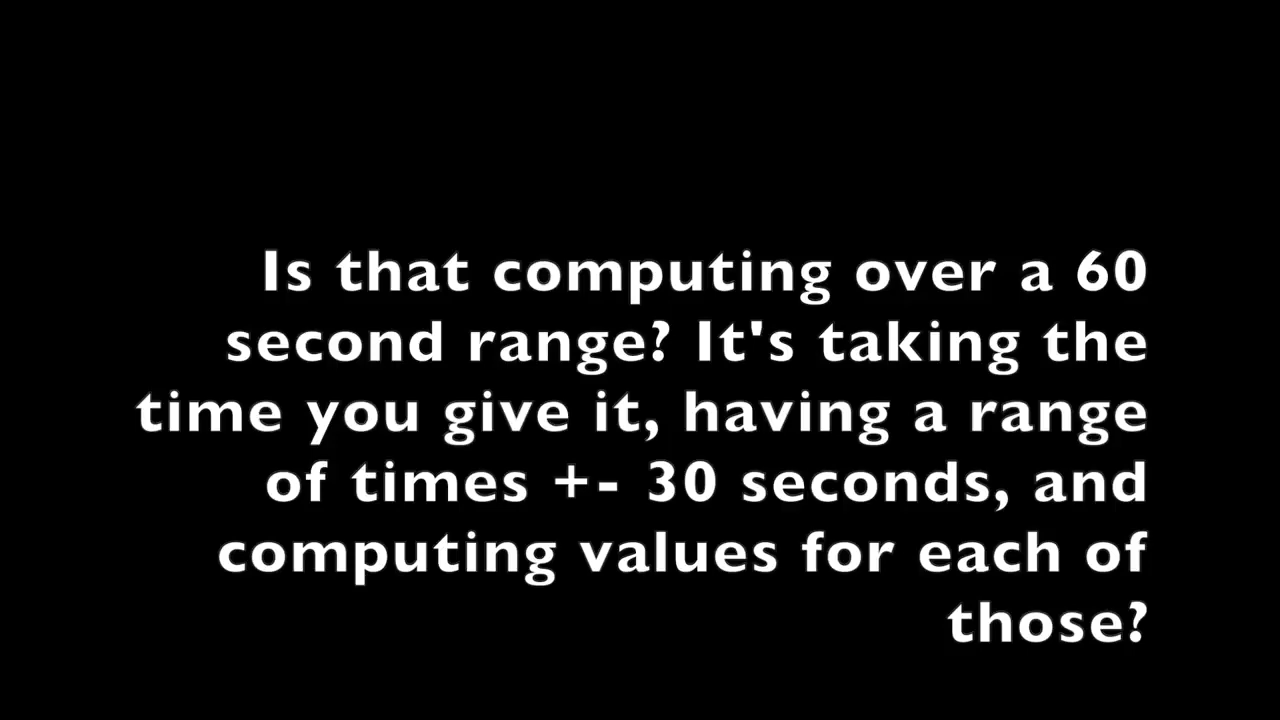 Is that computing over a 60
second range? It's taking the
time you give it, having a range
of times +- 30 seconds, and
computing values for each of
those?